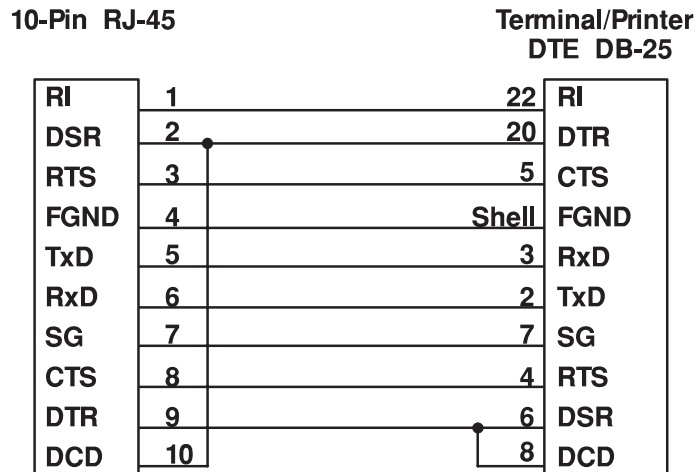 10-Pin RJ-45 Terminal/Printer
DTE DB-25
RI 1 22 RI
DSR 2 20 DTR
RTS 3 5 CTS
FGND 4 Shell FGND
TxD 5 3 RxD
RxD 6 2 TxD
SG 7 7 SG
CTS 8 4 RTS
DTR 9 6 DSR
DCD 10 8 DCD